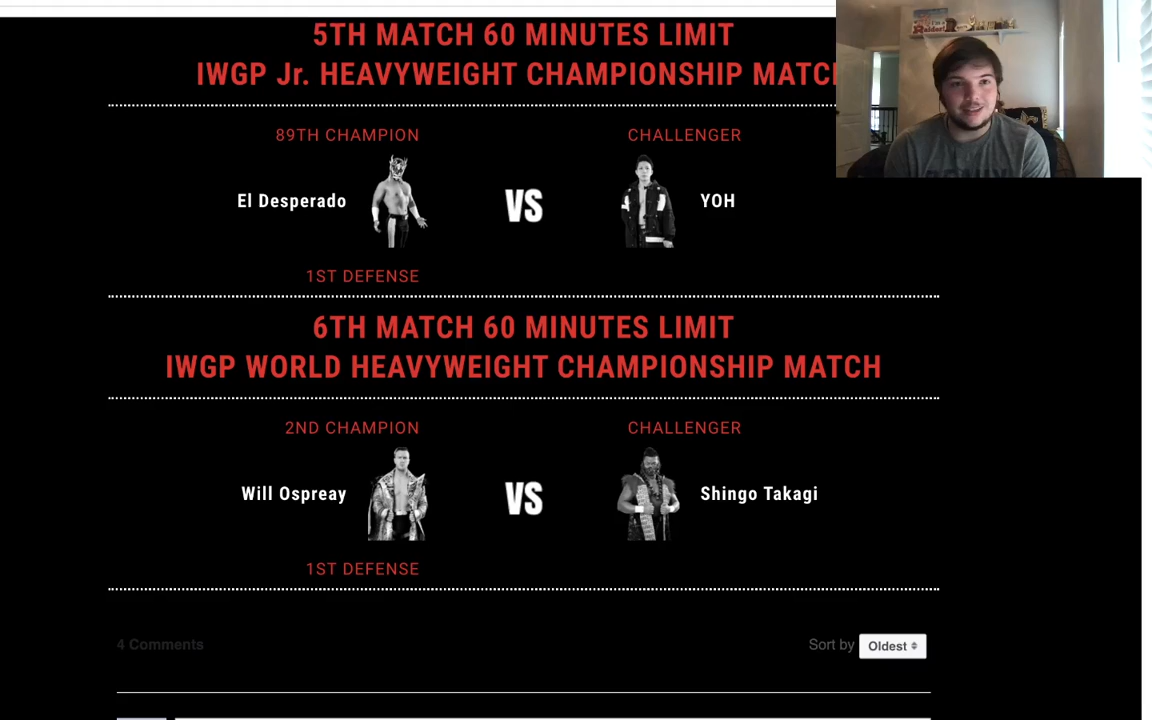 5TH MATCH 60 MINUTES LIMIT
IWGP Jr. HEAVYWEIGHT CHAMPIONSHIP MATC
89TH CHAMPION
CHALLENGER
El Desperado
VS
YOH
1ST DEFENSE
6TH MATCH 60 MINUTES LIMIT
IWGP WORLD HEAVYWEIGHT CHAMPIONSHIP MATCH
2ND CHAMPION
CHALLENGER
Will Ospreay
VS
Shingo Takagi
1ST DEFENSE
4 Comments
Sort by Oldest